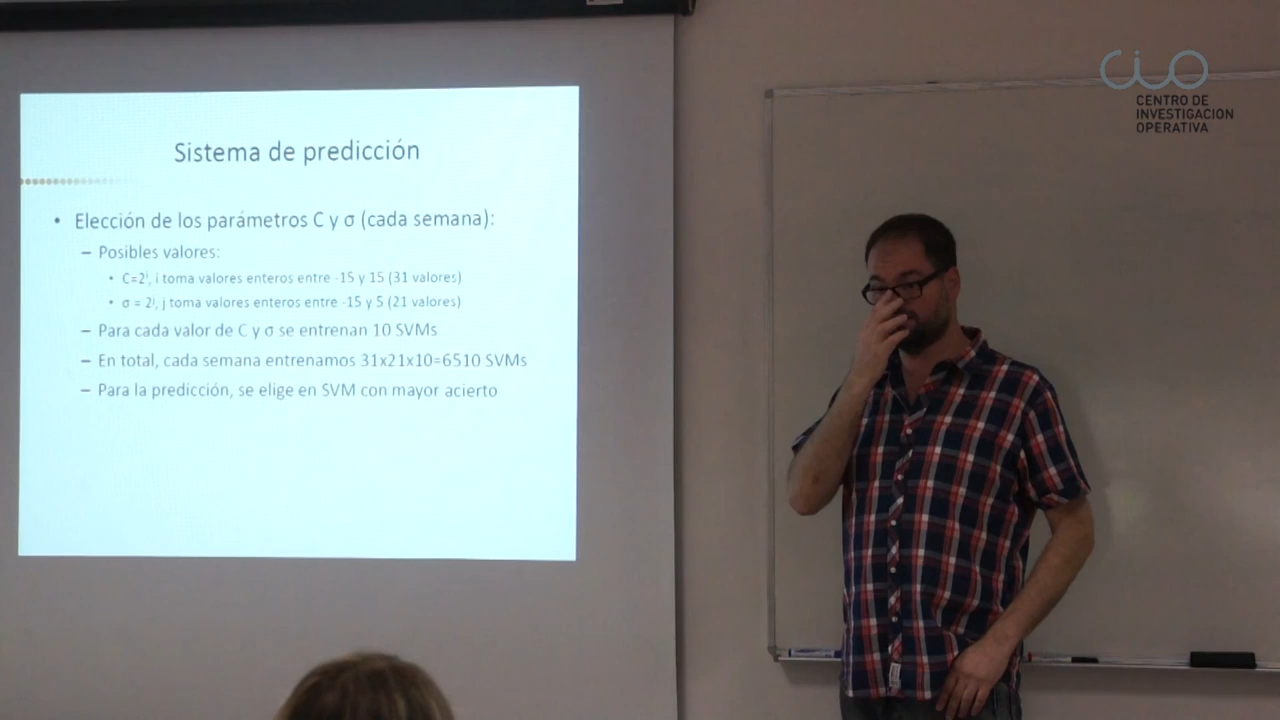 Sistema de predicción
• Elección de los parámetros C y σ (cada semana):
– Posibles valores:
• C=2ⁱ, i toma valores enteros entre -15 y 15 (31 valores)
• σ = 2ʲ, j toma valores enteros entre -15 y 5 (21 valores)
– Para cada valor de C y σ se entrenan 10 SVMs
– En total, cada semana entrenamos 31x21x10=6510 SVMs
– Para la predicción, se elige en SVM con mayor acierto
CIO
CENTRO DE
INVESTIGACION
OPERATIVA